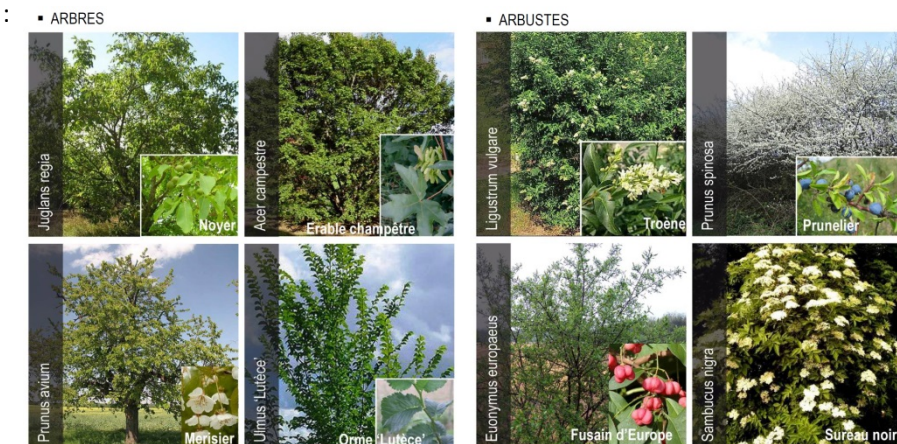 :
▪ ARBRES
Juglans regia
Noyer
Acer campestre
Erable champêtre
Prunus avium
Merisier
Ulmus 'Lutèce'
Orme 'Lutèce'
▪ ARBUSTES
Ligustrum vulgare
Troène
Prunus spinosa
Prunelier
Euonymus europaeus
Fusain d'Europe
Sambucus nigra
Sureau noir